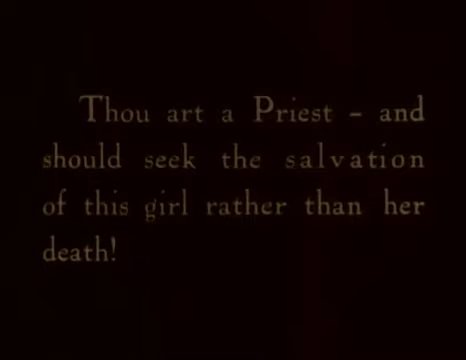 Thou art a Priest – and
should seek the salvation
of this girl rather than her
death!